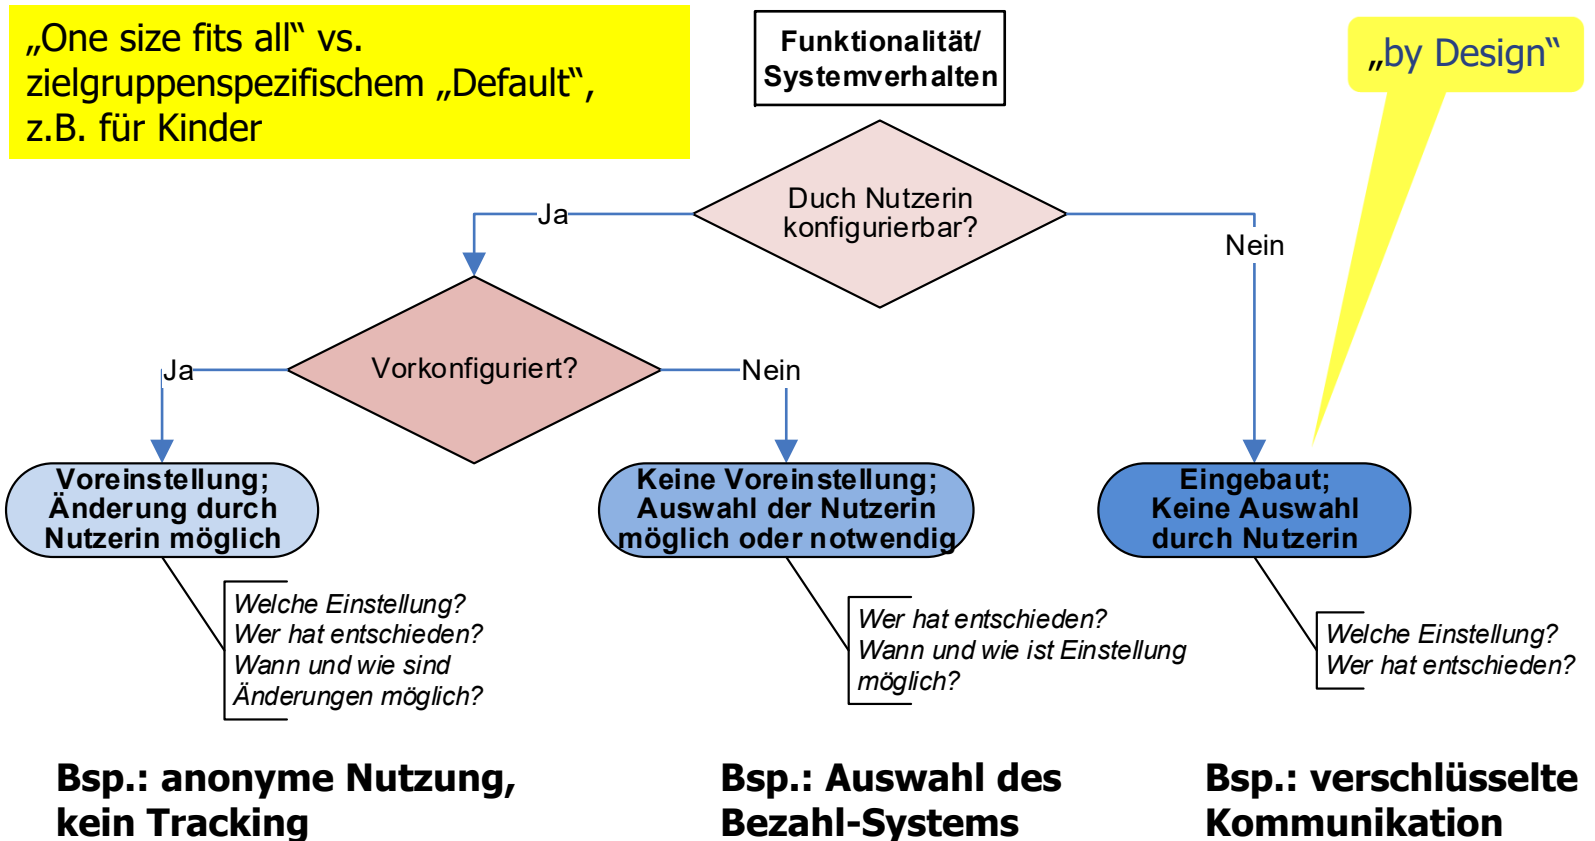 „One size fits all“ vs.
zielgruppenspezifischem „Default“,
z.B. für Kinder
Funktionalität/
Systemverhalten
„by Design“
Duch Nutzerin
konfigurierbar?
Ja
Nein
Vorkonfiguriert?
Ja
Nein
Voreinstellung;
Änderung durch
Nutzerin möglich
Keine Voreinstellung;
Auswahl der Nutzerin
möglich oder notwendig
Eingebaut;
Keine Auswahl
durch Nutzerin
Welche Einstellung?
Wer hat entschieden?
Wann und wie sind
Änderungen möglich?
Wer hat entschieden?
Wann und wie ist Einstellung
möglich?
Welche Einstellung?
Wer hat entschieden?
Bsp.: anonyme Nutzung,
kein Tracking
Bsp.: Auswahl des
Bezahl-Systems
Bsp.: verschlüsselte
Kommunikation